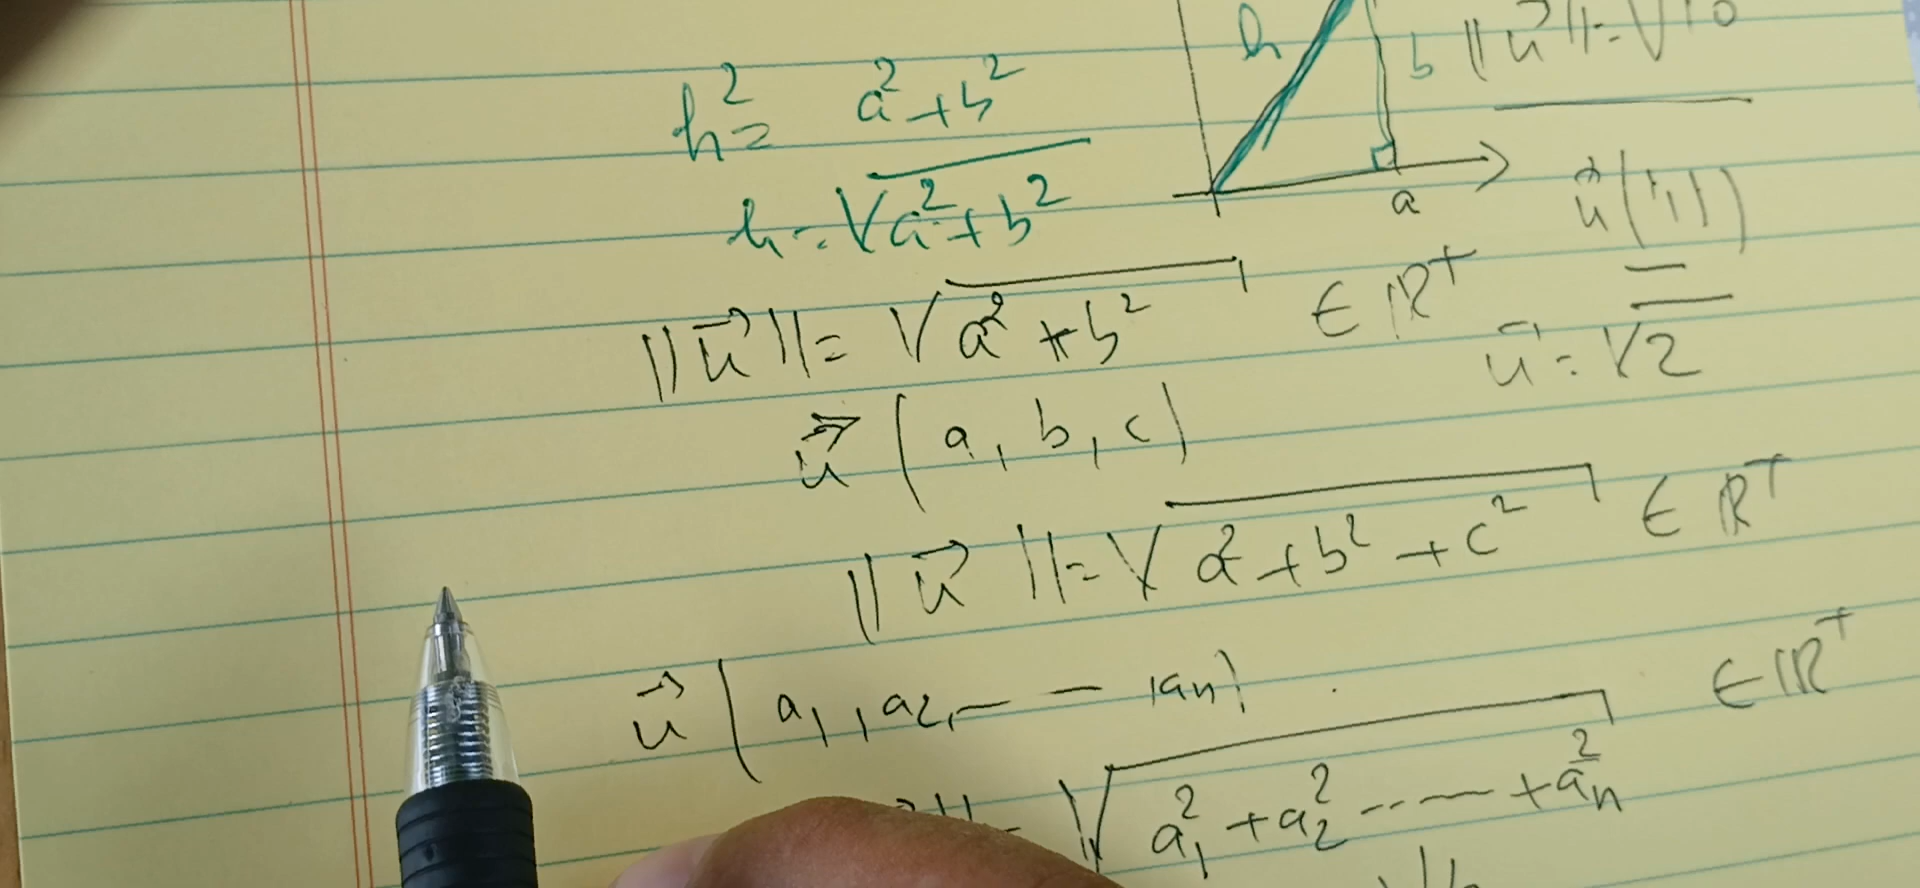 h b ||u⃗|| = √10
h² = a² + b²
a
h = √a² + b²
u⃗ (1,1)
||u⃗|| = √a² + b² ∈ ℝ⁺
u⃗ = √2
u⃗ (a, b, c)
||u⃗|| = √a² + b² + c² ∈ ℝ⁺
u⃗ (a₁, a₂, — — , aₙ)
|| = √a₁² + a₂² ---- + aₙ² ∈ ℝ⁺